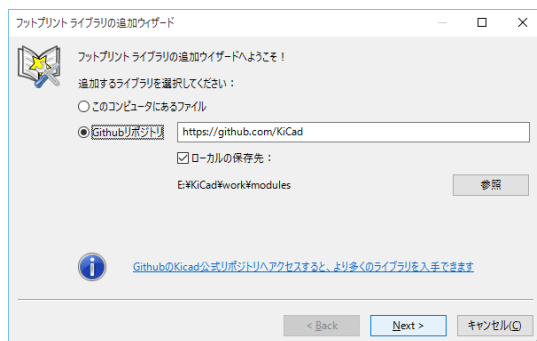 フットプリント ライブラリの追加ウィザード
フットプリント ライブラリの追加ウイザードへようこそ！
追加するライブラリを選択してください：
このコンピュータにあるファイル
Githubリポジトリ
https://github.com/KiCad
ローカルの保存先：
E:¥KiCad¥work¥modules
参照
GithubのKicad公式リポジトリへアクセスすると、より多くのライブラリを入手できます
< Back
Next >
キャンセル(C)